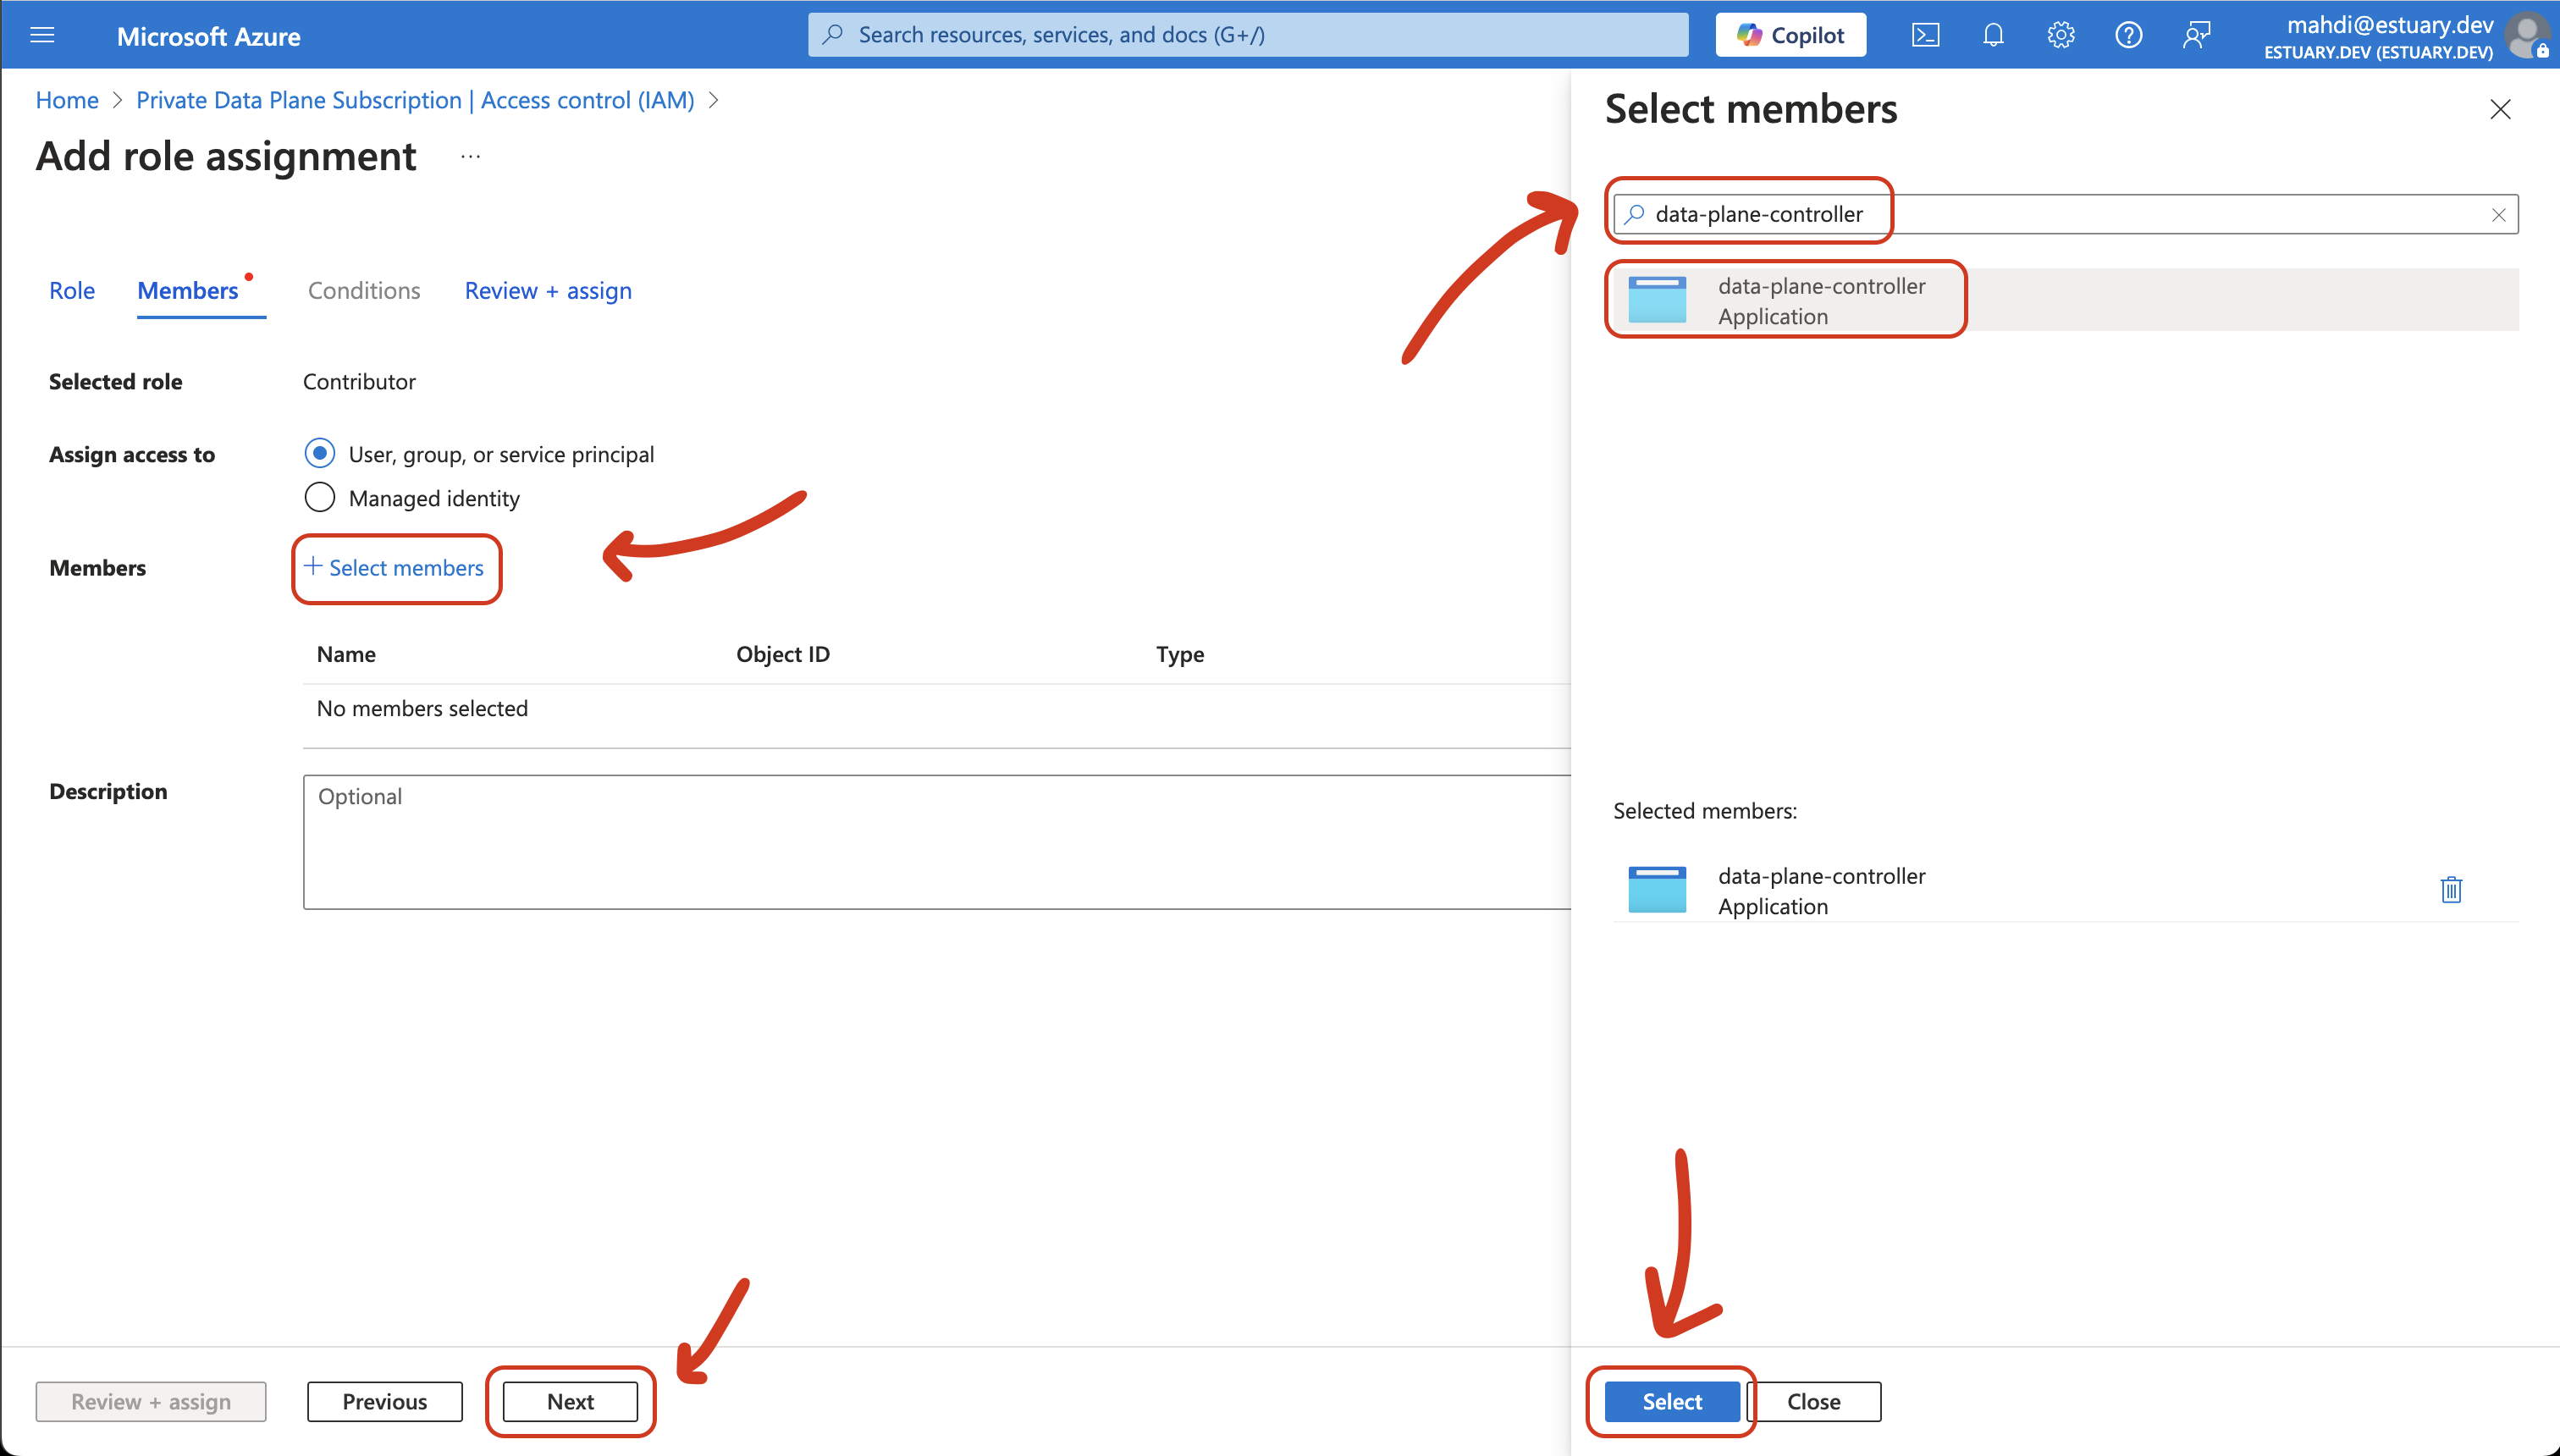 Microsoft Azure
Search resources, services, and docs (G+/)
Copilot
mahdi@estuary.dev
ESTUARY.DEV (ESTUARY.DEV)
Home > Private Data Plane Subscription | Access control (IAM) >
Add role assignment ...
Role Members Conditions Review + assign
Selected role Contributor
Assign access to User, group, or service principal
Managed identity
Members + Select members
Name Object ID Type
No members selected
Description Optional
Review + assign Previous Next
Select members
data-plane-controller
data-plane-controller
Application
Selected members:
data-plane-controller
Application
Select Close